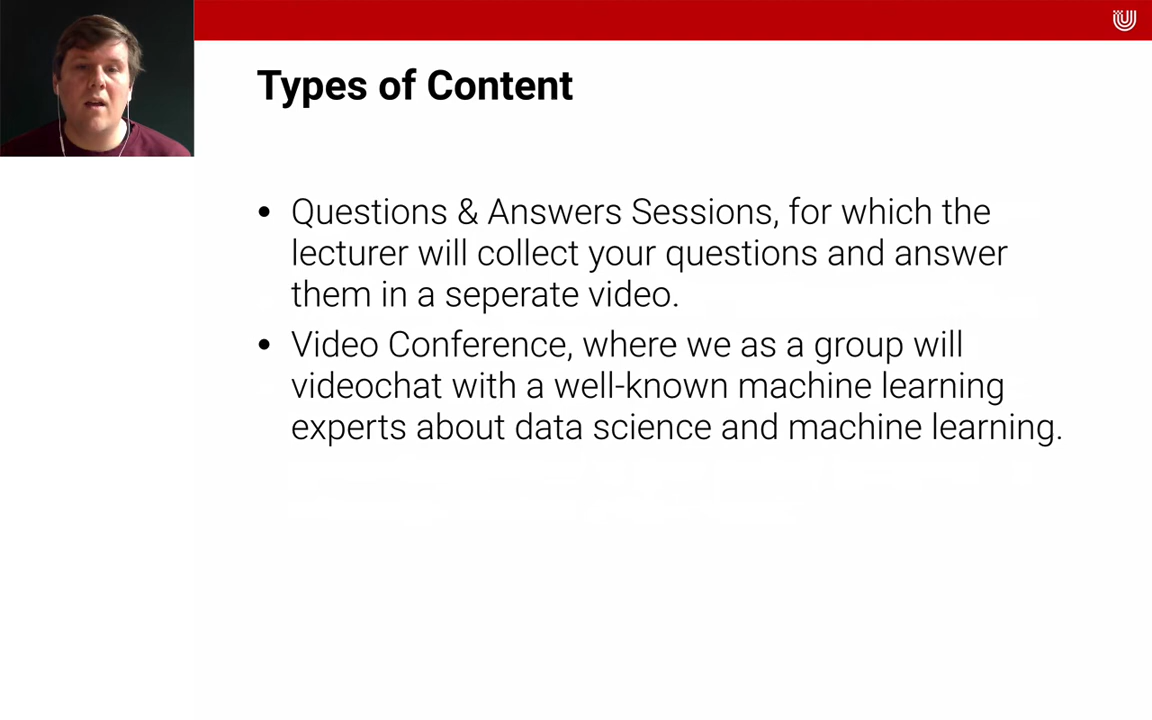 Types of Content
• Questions & Answers Sessions, for which the
lecturer will collect your questions and answer
them in a seperate video.
• Video Conference, where we as a group will
videochat with a well-known machine learning
experts about data science and machine learning.